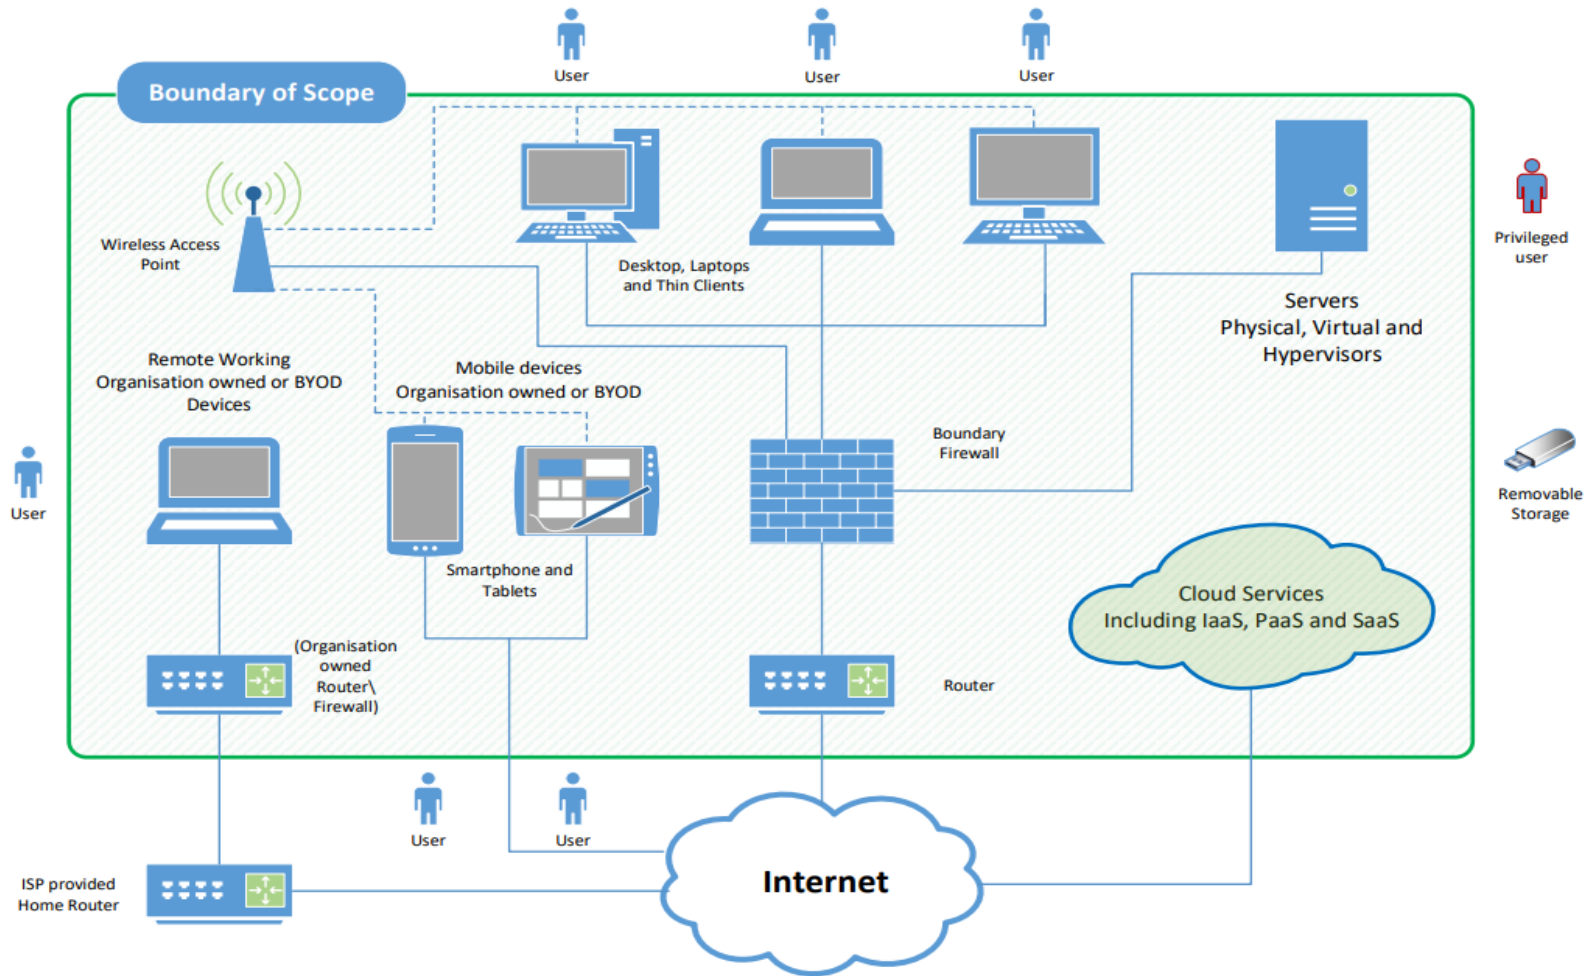 User
User
User
Boundary of Scope
Wireless Access
Point
Desktop, Laptops
and Thin Clients
Privileged
user
Servers
Physical, Virtual and
Hypervisors
Remote Working
Organisation owned or BYOD
Devices
Mobile devices
Organisation owned or BYOD
Boundary
Firewall
User
Removable
Storage
Smartphone and
Tablets
Cloud Services
Including IaaS, PaaS and SaaS
(Organisation
owned
Router\
Firewall)
Router
User
User
ISP provided
Home Router
Internet